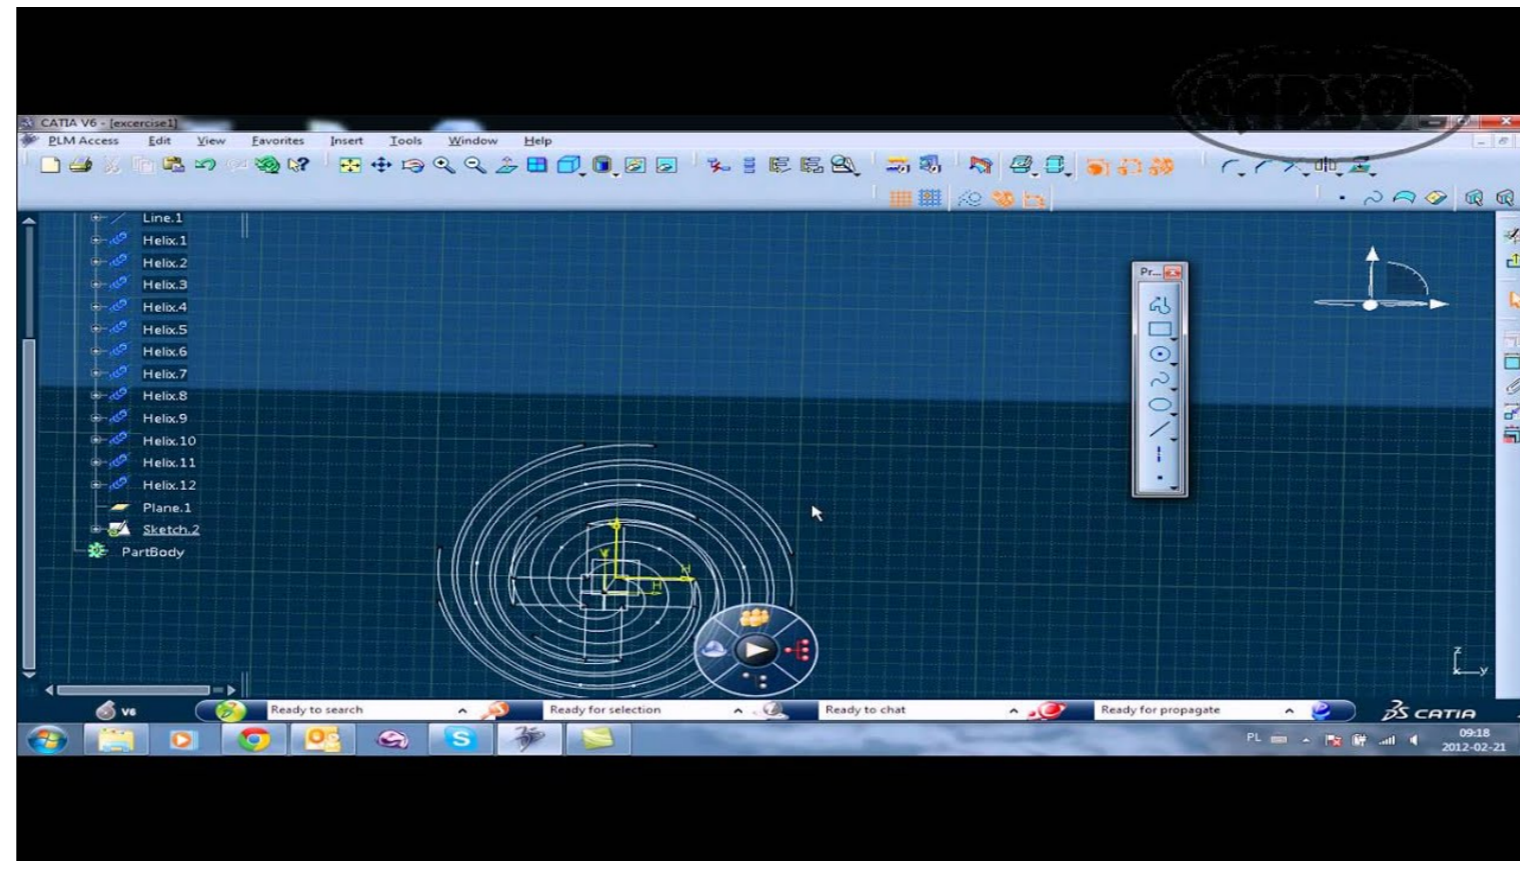 CADSOL
CATIA V6 - [excercise1]
PLM Access Edit View Favorites Insert Tools Window Help
Line.1
Helix.1
Pr...
Helix.2
Helix.3
Helix.4
Helix.5
Helix.6
Helix.7
Helix.8
Helix.9
Helix.10
Helix.11
Helix.12
Plane.1
Sketch.2
PartBody
V
H
H
z
x y
V6 Ready to search Ready for selection Ready to chat Ready for propagate CATIA
PL 09:18
2012-02-21